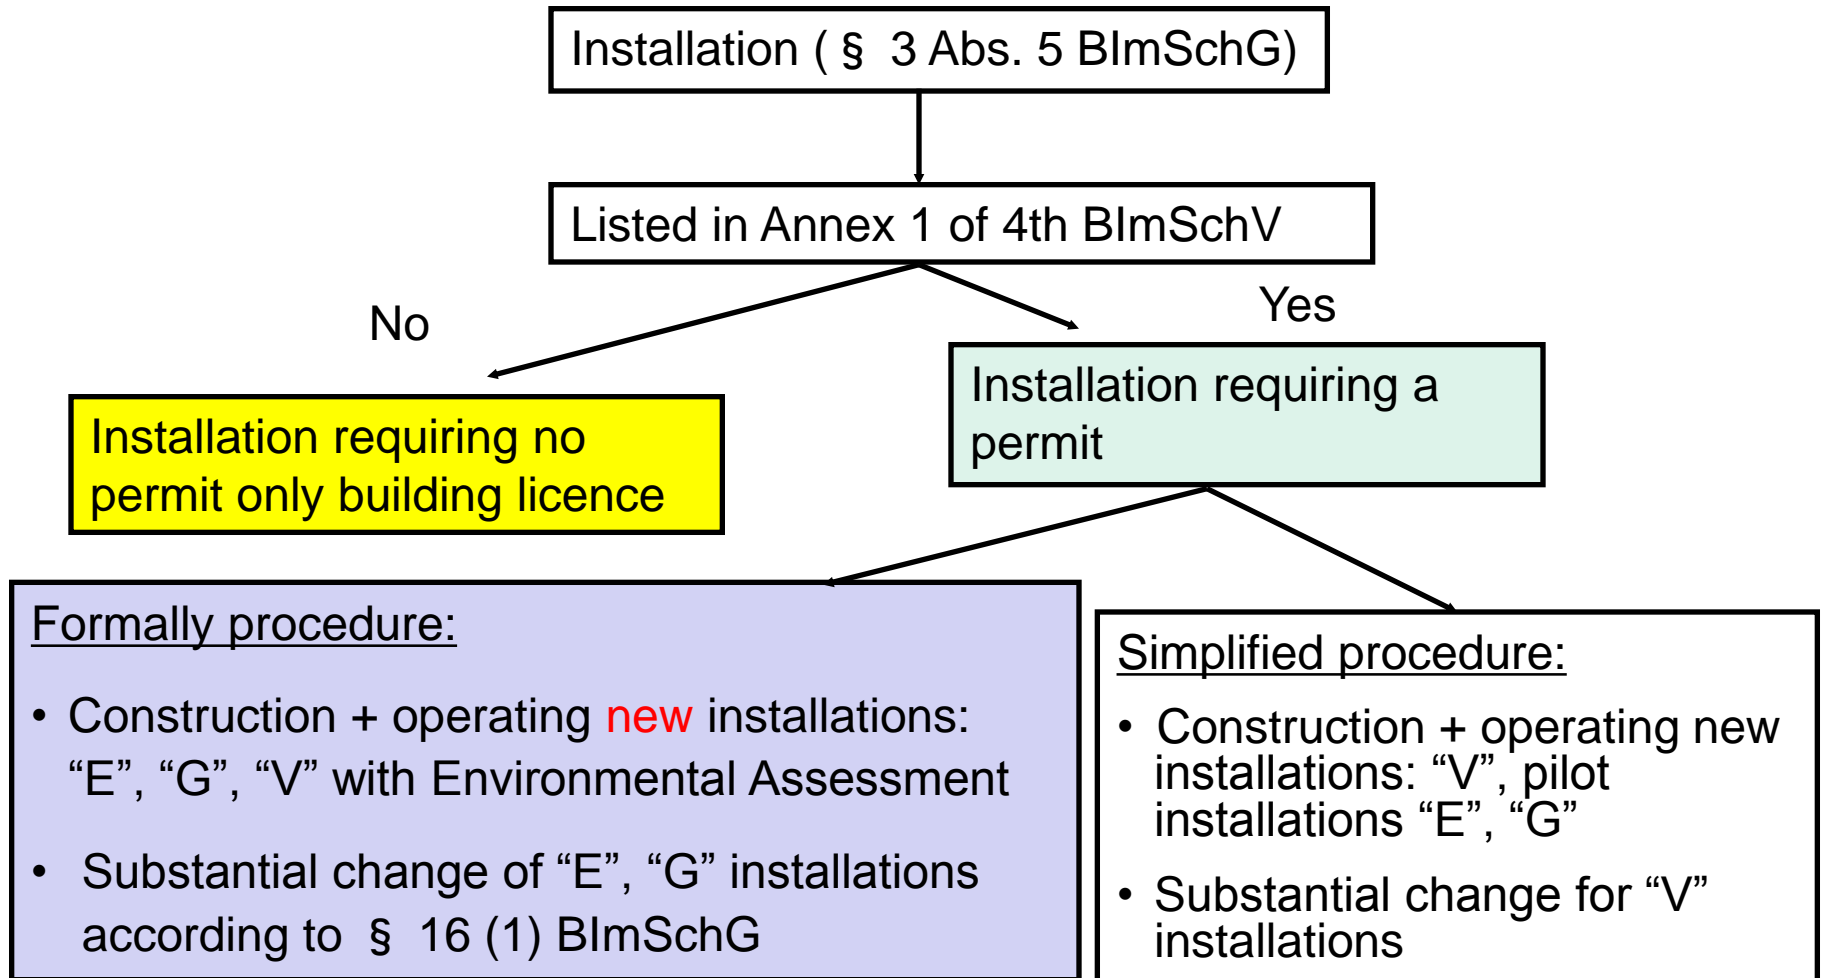 Installation ( § 3 Abs. 5 BImSchG)
Listed in Annex 1 of 4th BImSchV
No
Yes
Installation requiring no
permit only building licence
Installation requiring a
permit
Formally procedure:
• Construction + operating new installations:
“E”, “G”, “V” with Environmental Assessment
• Substantial change of “E”, “G” installations
according to § 16 (1) BImSchG
Simplified procedure:
• Construction + operating new
installations: “V”, pilot
installations “E”, “G”
• Substantial change for “V”
installations